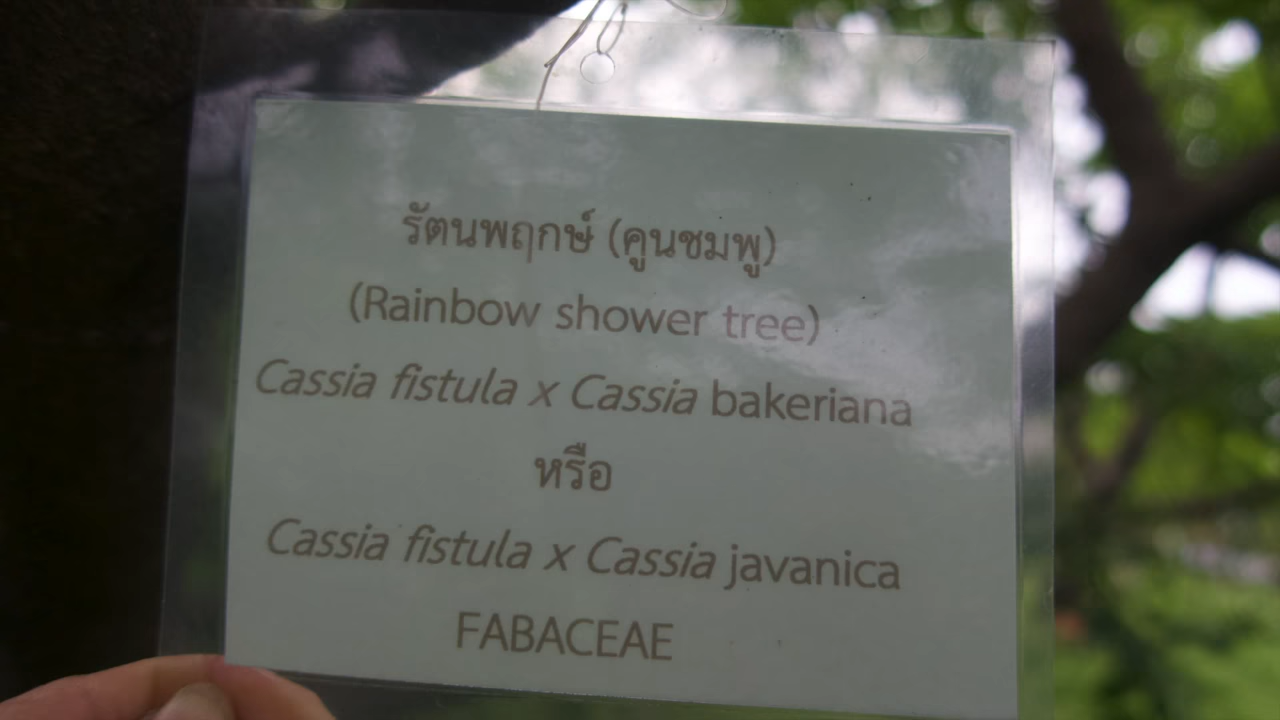 รัตนพฤกษ์ (คูนชมพู)
(Rainbow shower tree)
Cassia fistula x Cassia bakeriana
หรือ
Cassia fistula x Cassia javanica
FABACEAE